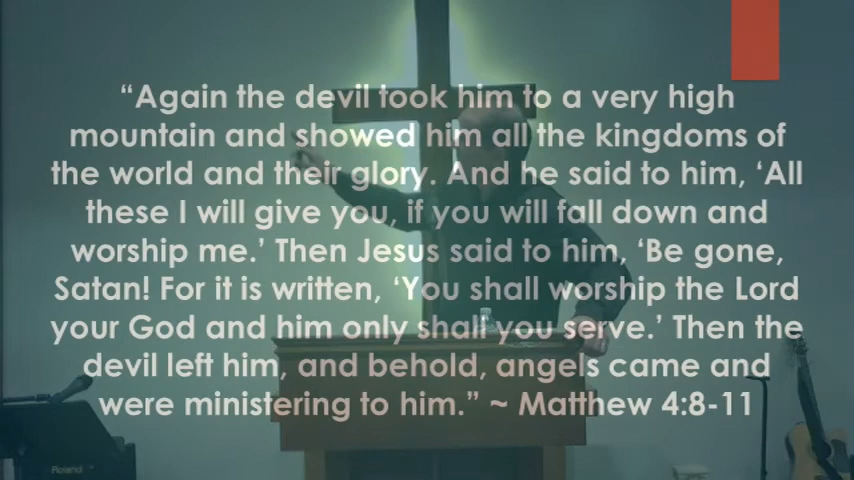 “Again the devil took him to a very high
mountain and showed him all the kingdoms of
the world and their glory. And he said to him, ‘All
these I will give you, if you will fall down and
worship me.’ Then Jesus said to him, ‘Be gone,
Satan! For it is written, ‘You shall worship the Lord
your God and him only shall you serve.’ Then the
devil left him, and behold, angels came and
were ministering to him.” ~ Matthew 4:8-11
Roland